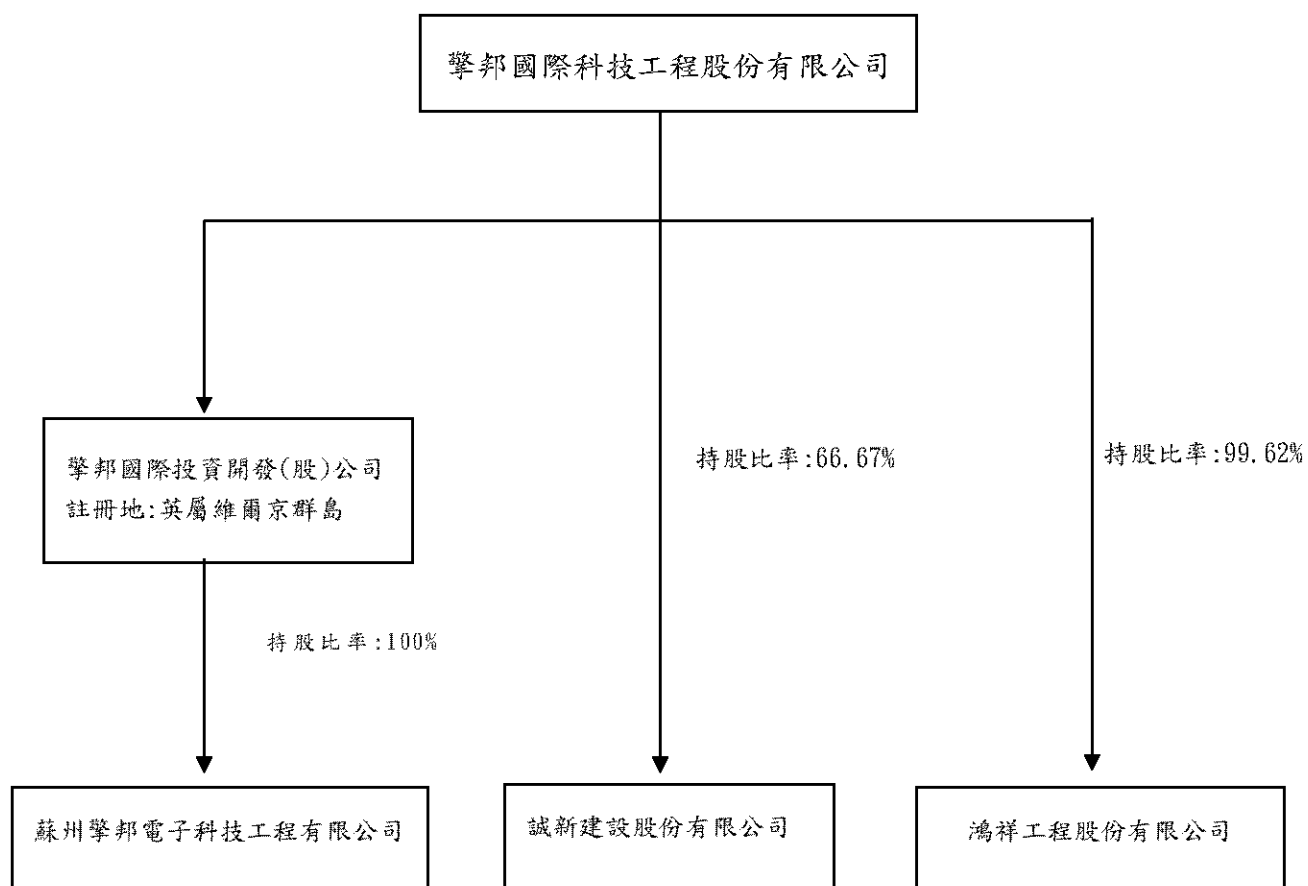 擎邦國際科技工程股份有限公司
擎邦國際投資開發(股)公司
註冊地:英屬維爾京群島
持股比率:66.67%
持股比率:99.62%
持股比率:100%
蘇州擎邦電子科技工程有限公司
誠新建設股份有限公司
鴻祥工程股份有限公司